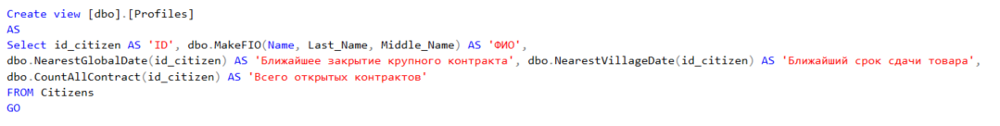 Create view [dbo].[Profiles]
AS
Select id_citizen AS 'ID', dbo.MakeFIO(Name, Last_Name, Middle_Name) AS 'ФИО',
dbo.NearestGlobalDate(id_citizen) AS 'Ближайшее закрытие крупного контракта', dbo.NearestVillageDate(id_citizen) AS 'Ближайший срок сдачи товара',
dbo.CountAllContract(id_citizen) AS 'Всего открытых контрактов'
FROM Citizens
GO